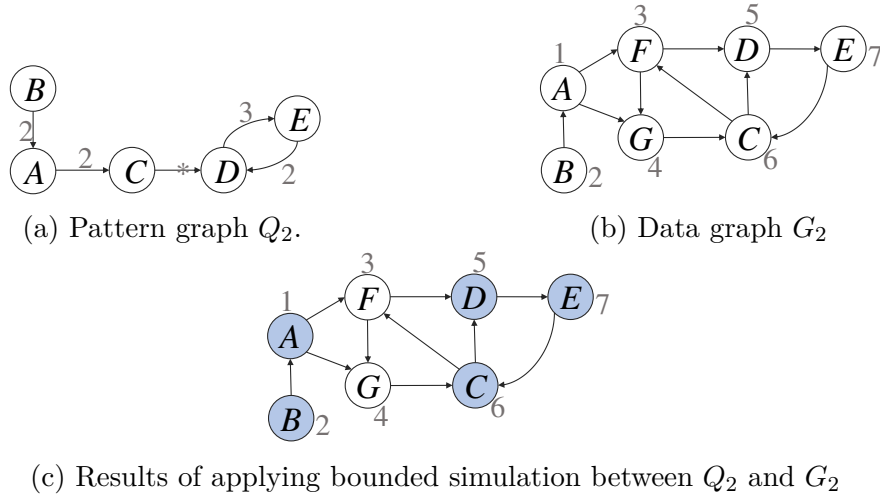 3 5
1 F D E 7
B 3 E A
2 2 G C
A C * D 2 B 2 4 6
(a) Pattern graph Q₂. (b) Data graph G₂
3 5
1 F D E 7
A
G C
B 2 4 6
(c) Results of applying bounded simulation between Q₂ and G₂